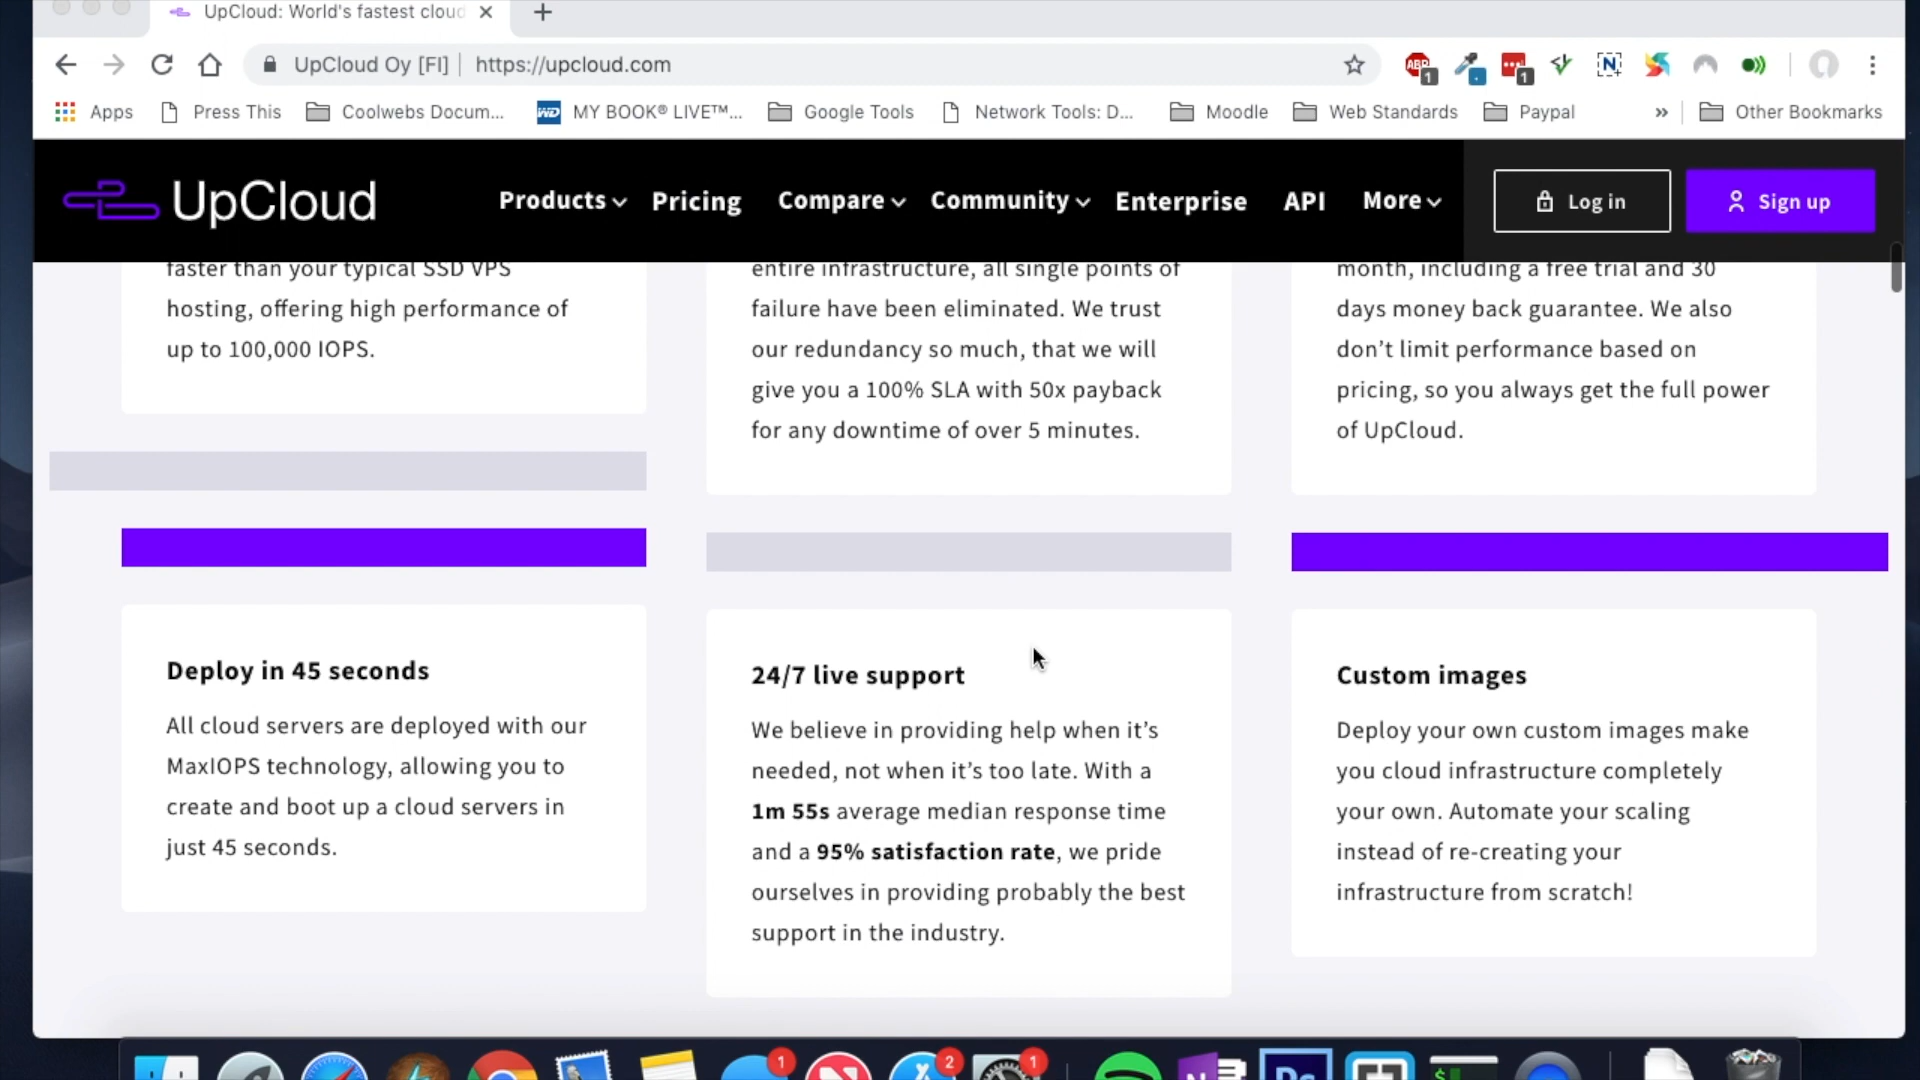 UpCloud: World's fastest cloud
UpCloud Oy [FI] | https://upcloud.com
ABP 1 1 N
Apps Press This Coolwebs Docum... WD MY BOOK® LIVE™... Google Tools Network Tools: D... Moodle Web Standards Paypal » Other Bookmarks
UpCloud Products Pricing Compare Community Enterprise API More Log in Sign up
faster than your typical SSD VPS
hosting, offering high performance of
up to 100,000 IOPS.
entire infrastructure, all single points of
failure have been eliminated. We trust
our redundancy so much, that we will
give you a 100% SLA with 50x payback
for any downtime of over 5 minutes.
month, including a free trial and 30
days money back guarantee. We also
don’t limit performance based on
pricing, so you always get the full power
of UpCloud.
Deploy in 45 seconds
All cloud servers are deployed with our
MaxIOPS technology, allowing you to
create and boot up a cloud servers in
just 45 seconds.
24/7 live support
We believe in providing help when it’s
needed, not when it’s too late. With a
1m 55s average median response time
and a 95% satisfaction rate, we pride
ourselves in providing probably the best
support in the industry.
Custom images
Deploy your own custom images make
you cloud infrastructure completely
your own. Automate your scaling
instead of re-creating your
infrastructure from scratch!
1 2 1 N Ps $